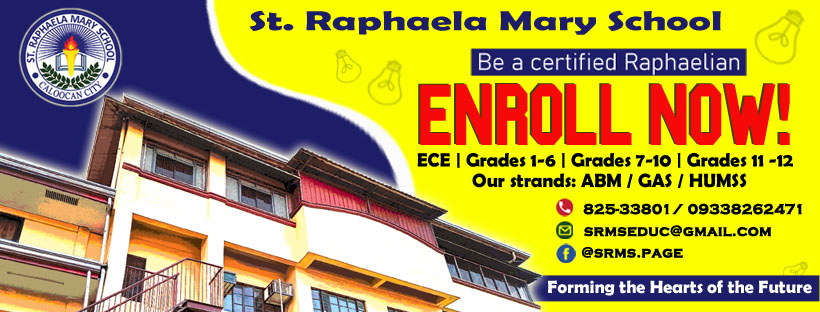 ST. RAPHAELA MARY SCHOOL
CALOOCAN CITY
St. Raphaela Mary School
Be a certified Raphaelian
ENROLL NOW!
ECE | Grades 1-6 | Grades 7-10 | Grades 11 -12
Our strands: ABM / GAS / HUMSS
825-33801 / 09338262471
SRMSEDUC@GMAIL.COM
@SRMS.PAGE
Forming the Hearts of the Future